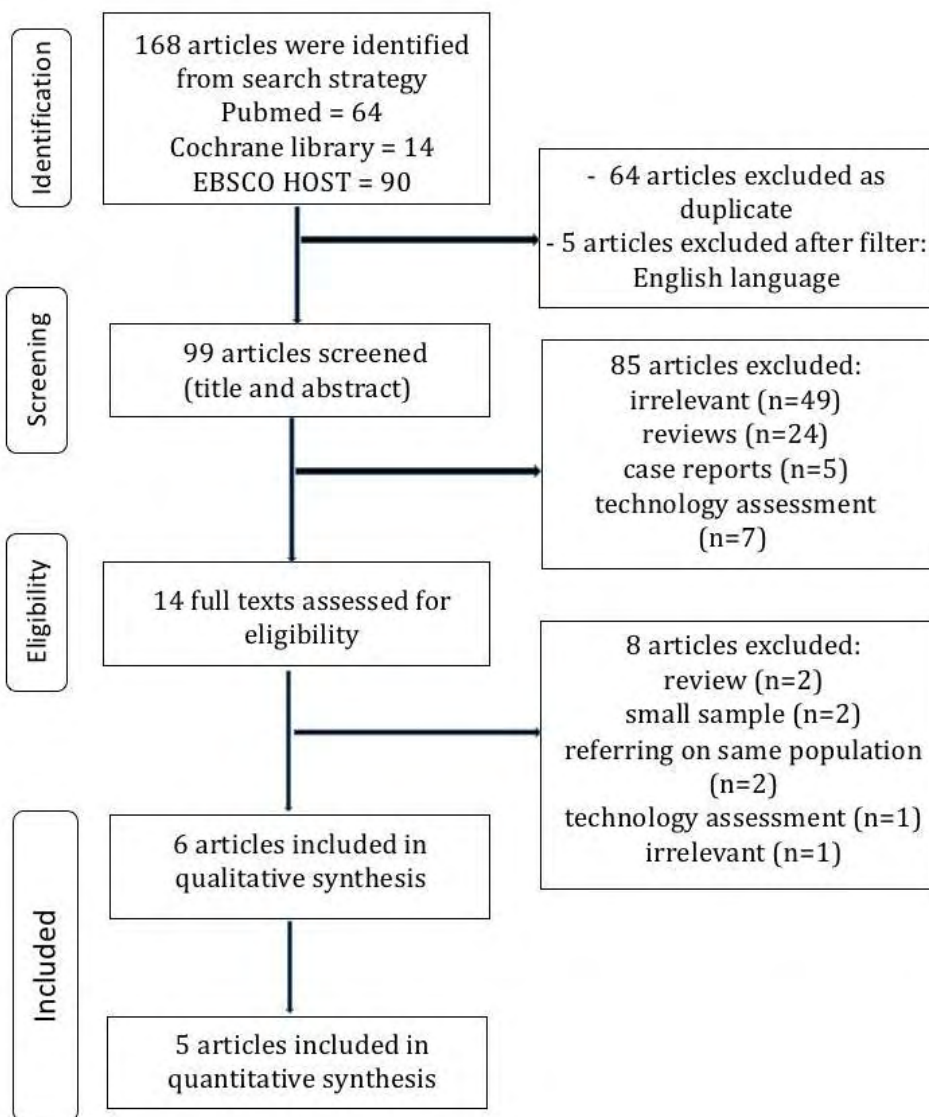 Identification
168 articles were identified
from search strategy
Pubmed = 64
Cochrane library = 14
EBSCO HOST = 90
- 64 articles excluded as
duplicate
- 5 articles excluded after filter:
English language
Screening
99 articles screened
(title and abstract)
85 articles excluded:
irrelevant (n=49)
reviews (n=24)
case reports (n=5)
technology assessment
(n=7)
Eligibility
14 full texts assessed for
eligibility
8 articles excluded:
review (n=2)
small sample (n=2)
referring on same population
(n=2)
technology assessment (n=1)
irrelevant (n=1)
Included
6 articles included in
qualitative synthesis
5 articles included in
quantitative synthesis